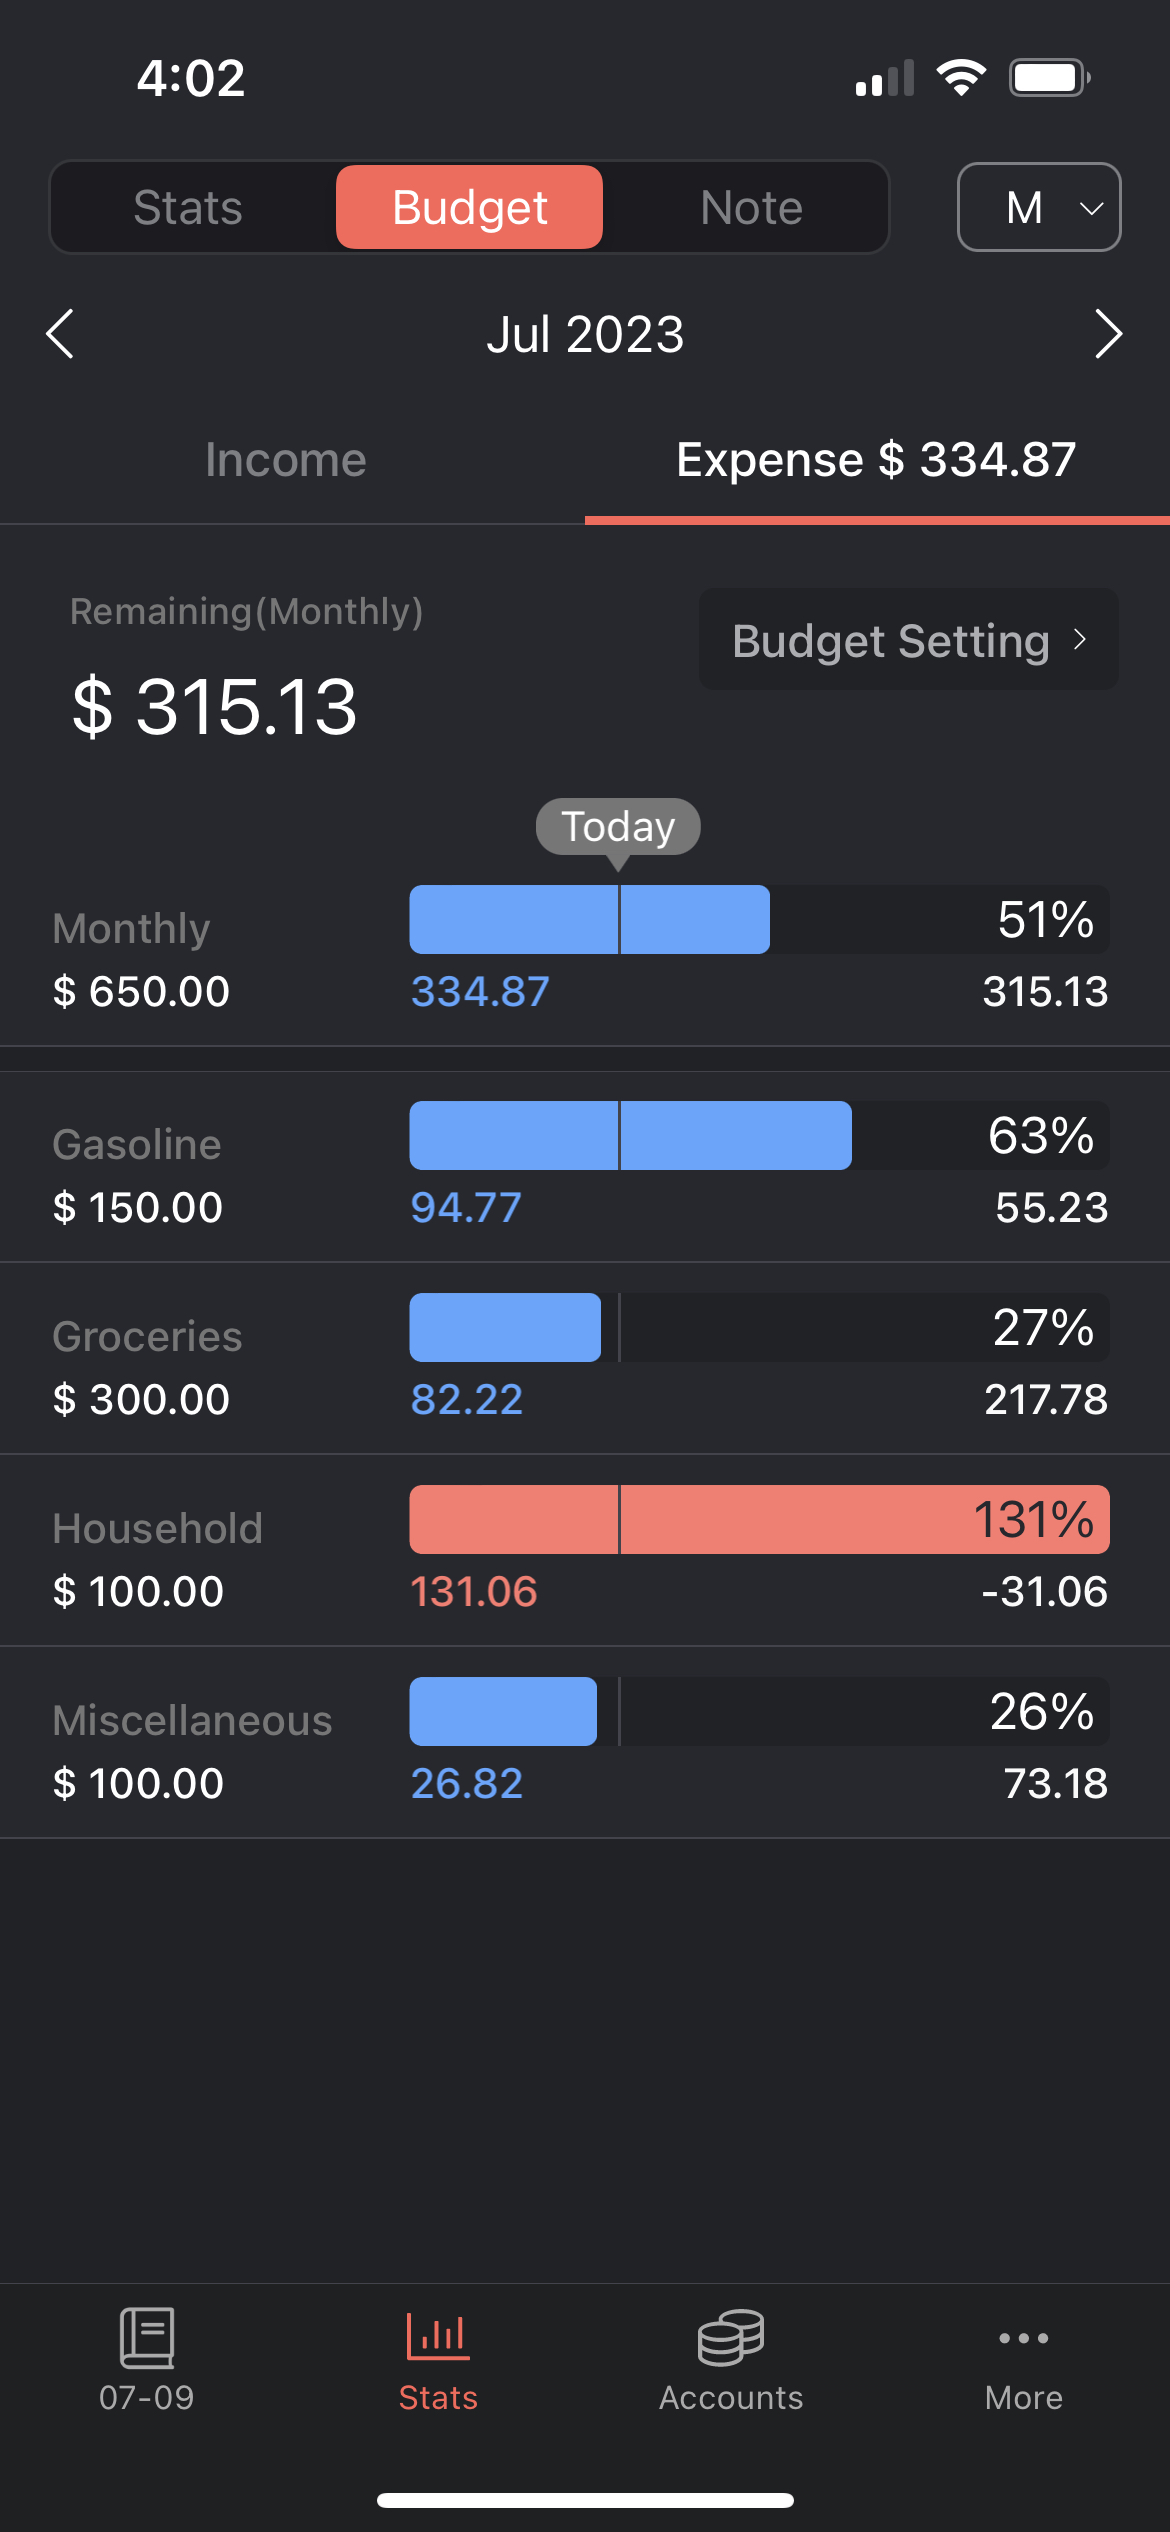 4:02
Stats Budget Note M
Jul 2023
Income Expense $ 334.87
Remaining(Monthly)
Budget Setting
$ 315.13
Today
Monthly 51%
$ 650.00 334.87 315.13
Gasoline 63%
$ 150.00 94.77 55.23
Groceries 27%
$ 300.00 82.22 217.78
Household 131%
$ 100.00 131.06 -31.06
Miscellaneous 26%
$ 100.00 26.82 73.18
07-09 Stats Accounts More